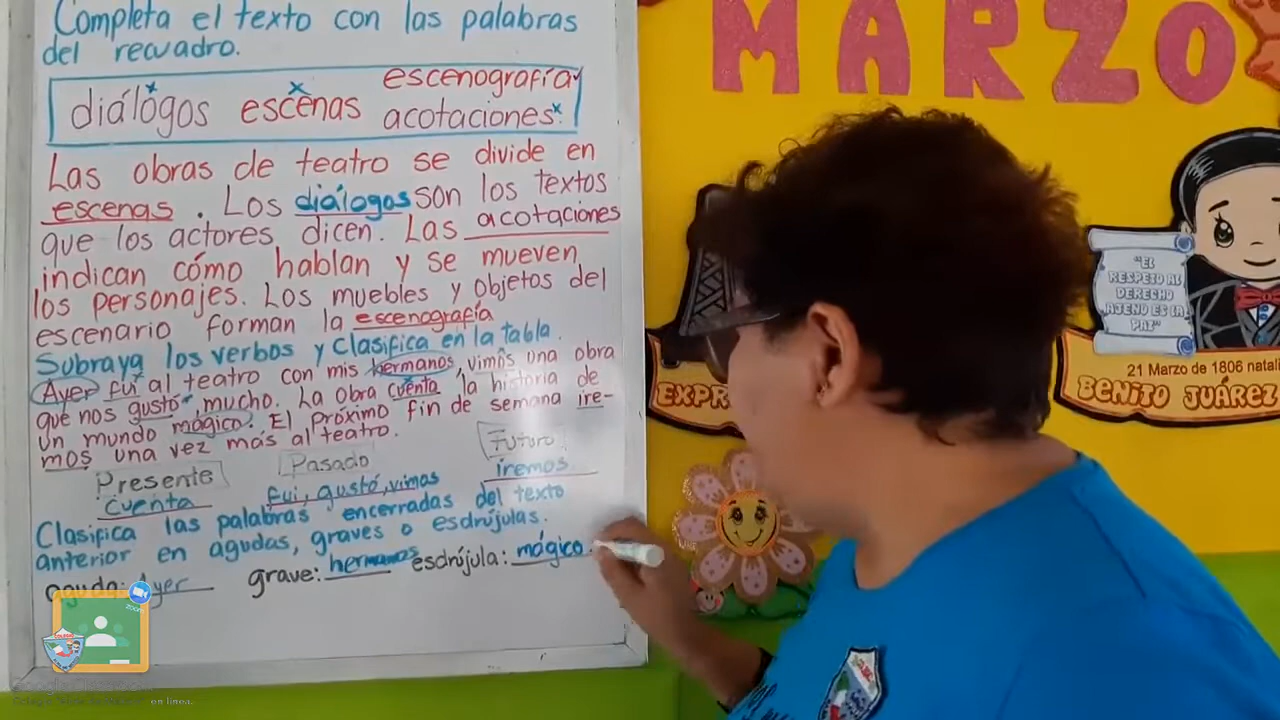 Completa el texto con las palabras
del recuadro.
escenografía
diálogos escenas acotaciones
Las obras de teatro se divide en
escenas. Los diálogos son los textos
que los actores dicen. Las acotaciones
indican cómo hablan y se mueven
los personajes. Los muebles y objetos del
escenario forman la escenografía
Subraya los verbos y clasifica en la tabla.
Ayer fui al teatro con mis hermanos, vimos una obra
que nos gustó mucho. La obra cuenta la historia de
un mundo mágico. El Próximo fin de semana ire-
mos una vez más al teatro.
Presente Pasado Futuro
cuenta fui, gustó, vimos iremos
Clasifica las palabras encerradas del texto
anterior en agudas, graves o esdrújulas.
aguda: Ayer grave: hermanos esdrújula: mágico.
MARZO
"EL
RESPETO AL
DERECHO
AJENO ES LA
PAZ"
21 Marzo de 1806 natali
BENITO JUÁREZ
EXPR
zoom
en línea.